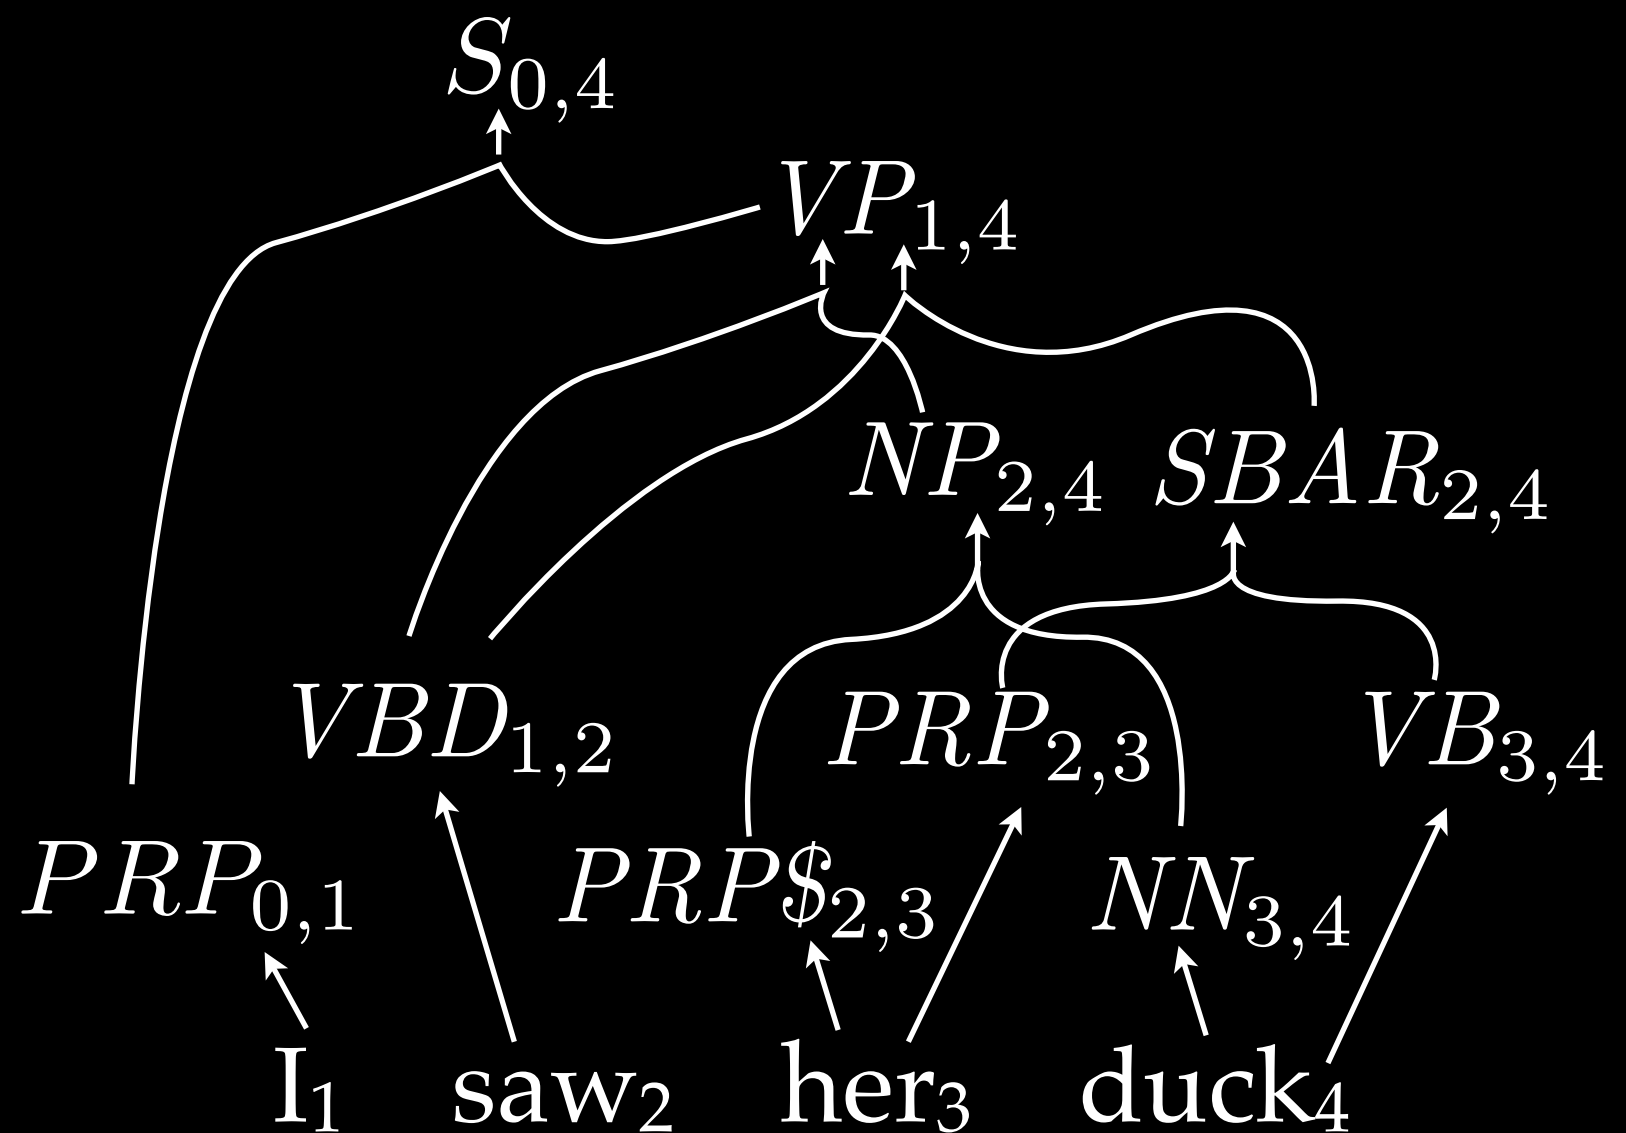 S0,4
VP1,4
NP2,4 SBAR2,4
VBD1,2 PRP2,3 VB3,4
PRP0,1 PRP$2,3 NN3,4
I1 saw2 her3 duck4